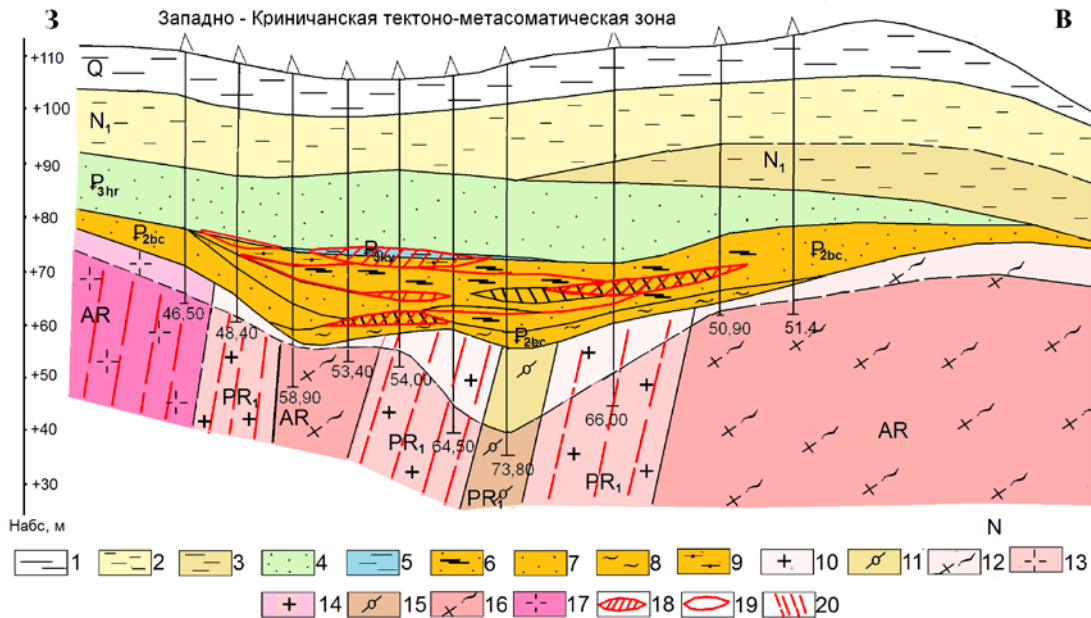 З Западно - Криничанская тектоно-метасоматическая зона В
+110
Q
+100
N₁
N₁
+90
P₃hr
+80
P₂bc
P₃kv
P₂bc
+70
46,50
AR
50,90 51,4
+60
48,40
P₂bc
53,40
54,00
+50
58,90
PR₁
AR
66,00
64,50
AR
+40
PR₁
73,80
PR₁
PR₁
+30
Набс, м
N
1 2 3 4 5 6 7 8 9 10 11 12 13
14 15 16 17 18 19 20